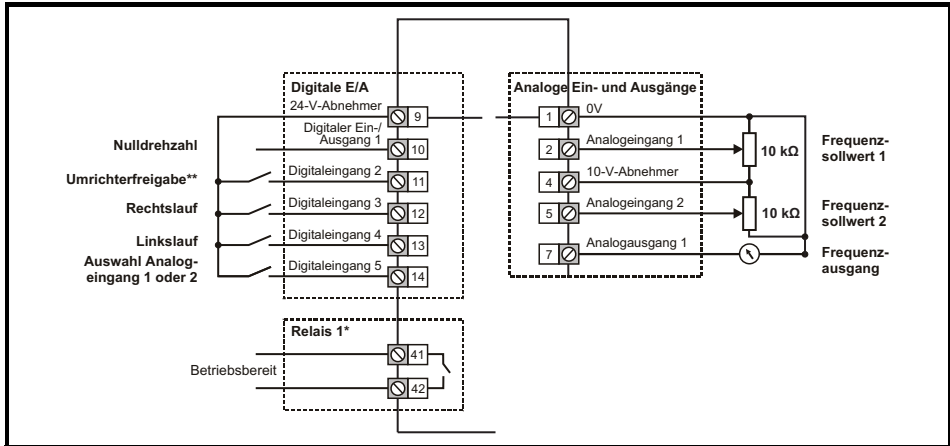 Digitale E/A
24-V-Abnehmer
9
Digitaler Ein-/
Ausgang 1
10
Nulldrehzahl
Digitaleingang 2
11
Umrichterfreigabe**
Digitaleingang 3
12
Rechtslauf
Digitaleingang 4
13
Linkslauf
Digitaleingang 5
14
Auswahl Analog-
eingang 1 oder 2
Relais 1*
41
42
Betriebsbereit
Analoge Ein- und Ausgänge
1
0V
2
Analogeingang 1
10 kΩ
Frequenz-
sollwert 1
4
10-V-Abnehmer
5
Analogeingang 2
10 kΩ
Frequenz-
sollwert 2
7
Analogausgang 1
Frequenz-
ausgang